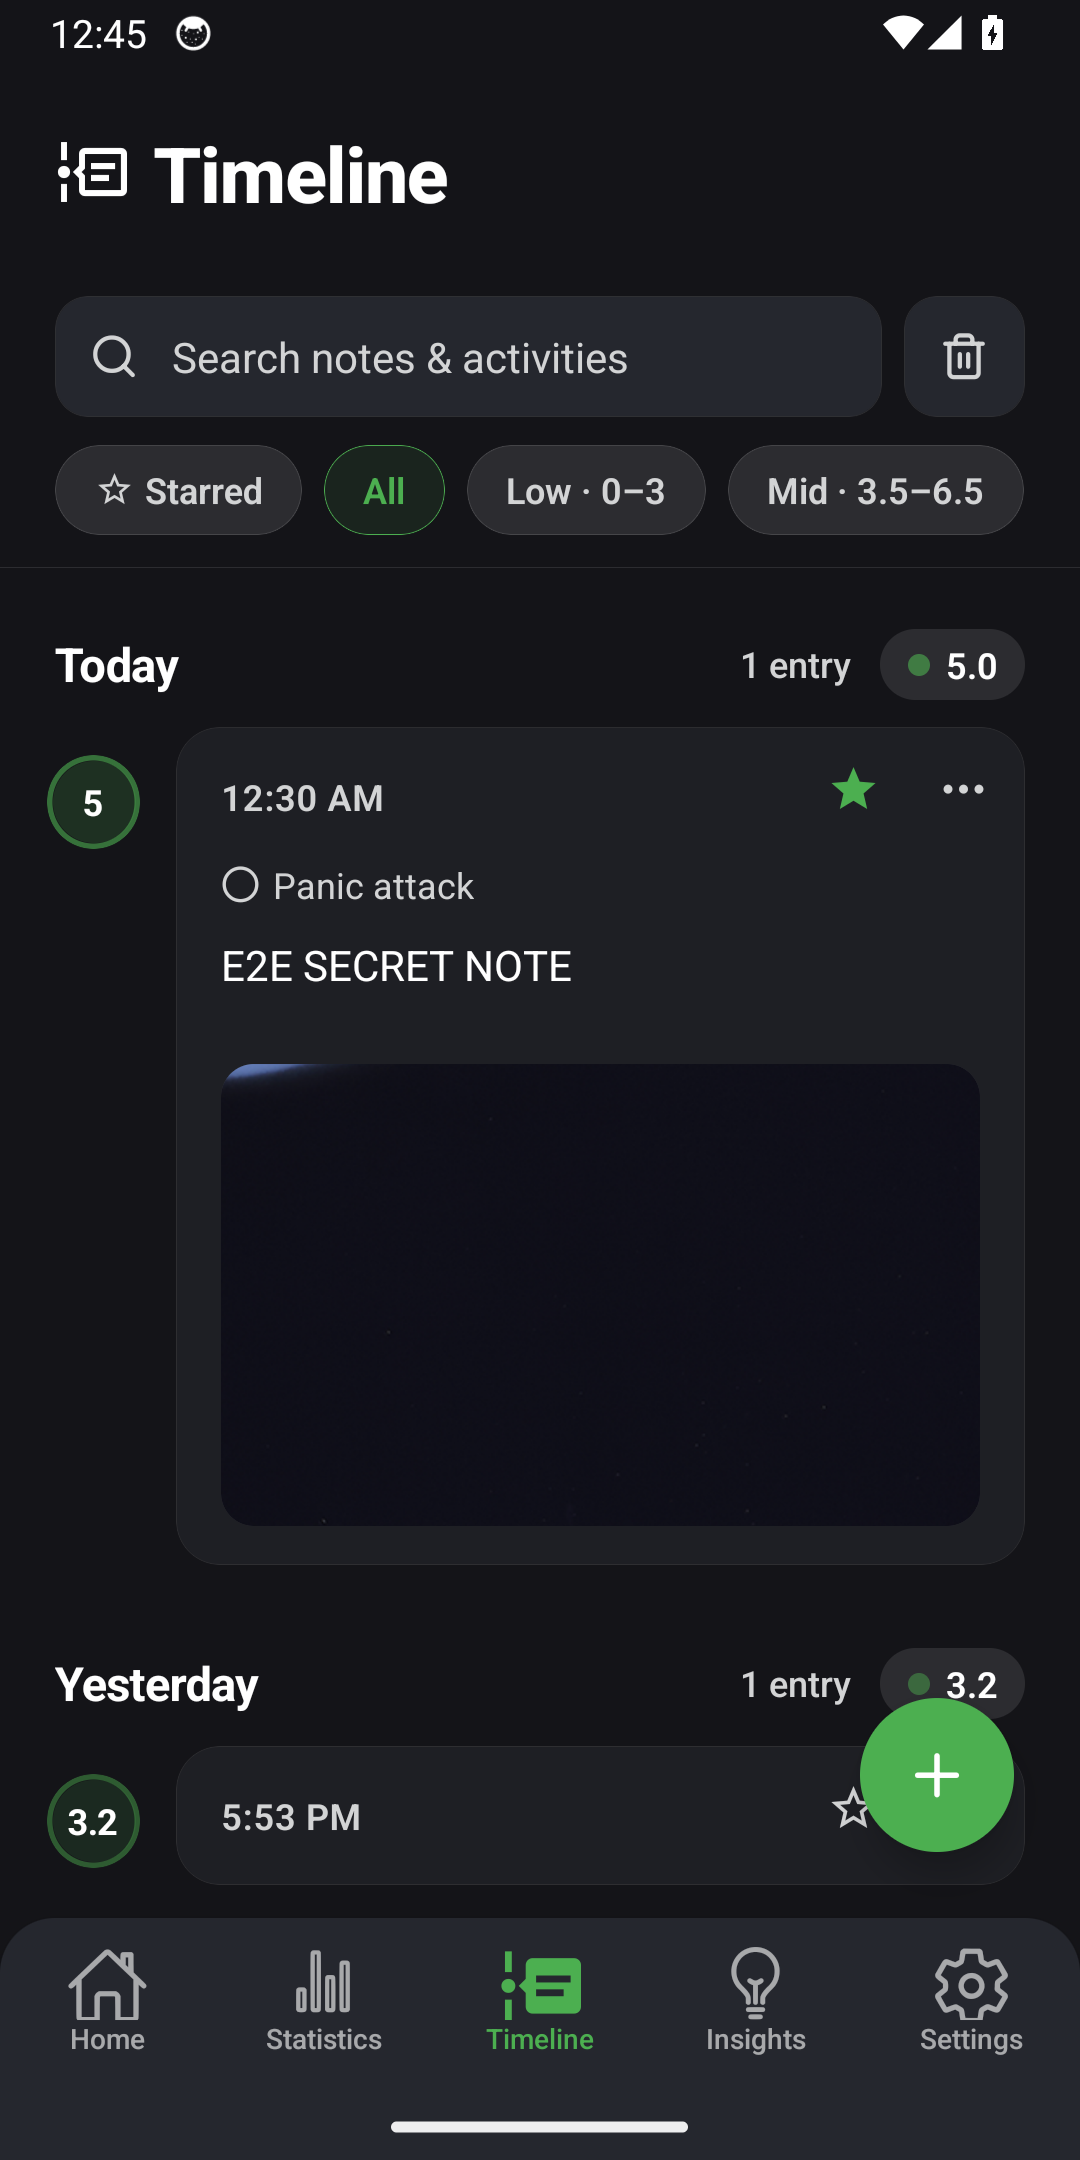 12:45
Timeline
Search notes & activities
Starred
All
Low · 0–3
Mid · 3.5–6.5
Today
1 entry
5.0
5
12:30 AM
Panic attack
E2E SECRET NOTE
Yesterday
1 entry
3.2
3.2
5:53 PM
Home
Statistics
Timeline
Insights
Settings